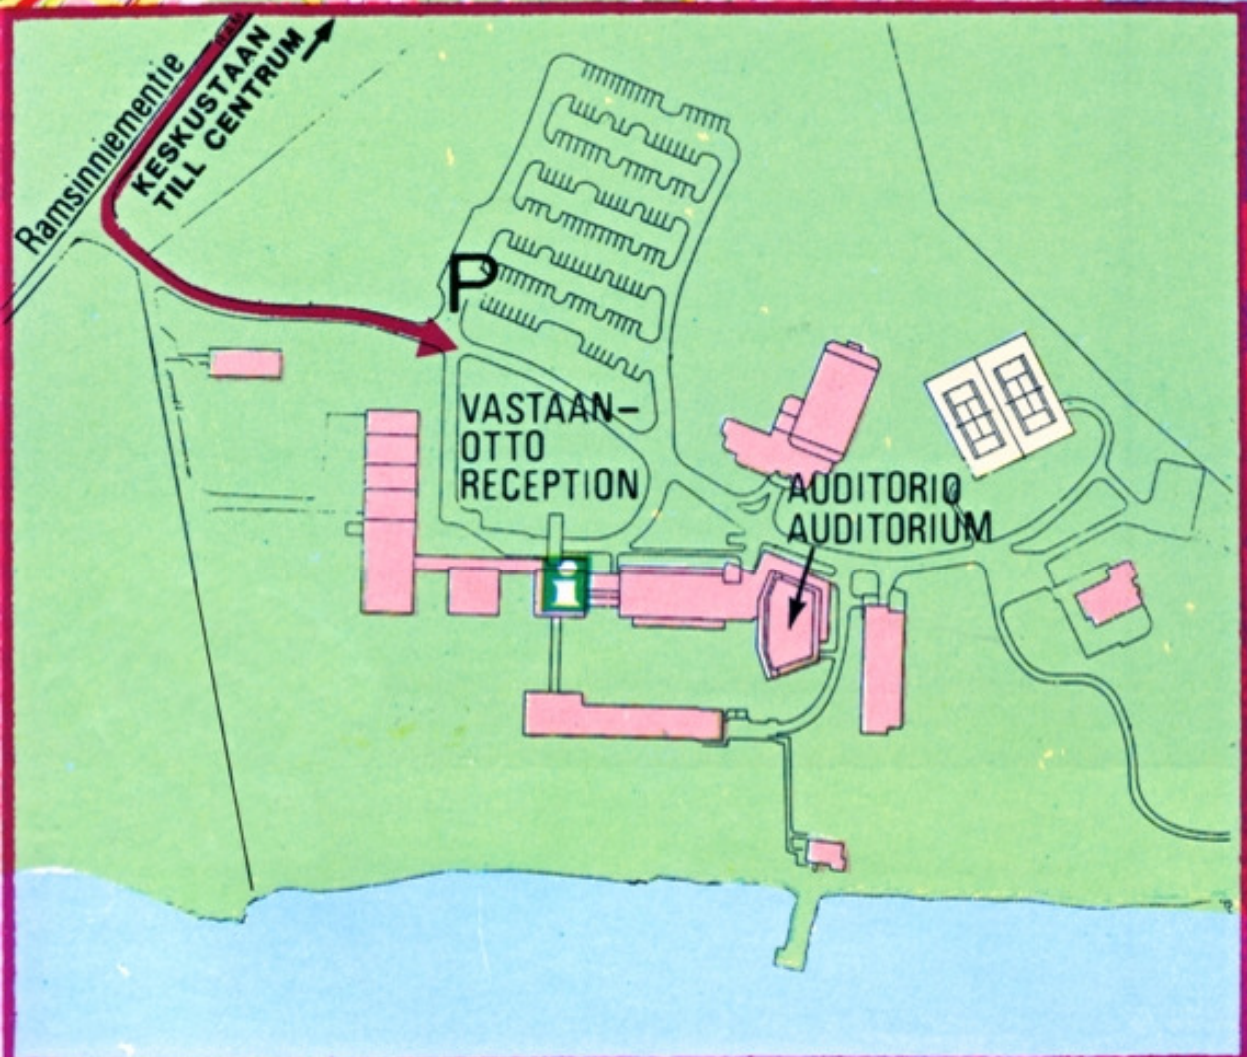 Ramsinniementie
KESKUSTAAN
TILL CENTRUM
P
VASTAAN-
OTTO
RECEPTION
AUDITORIO
AUDITORIUM
i